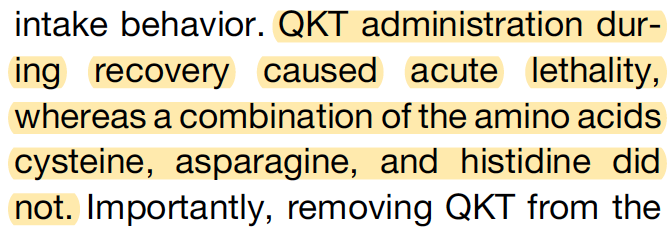 intake behavior. QKT administration dur-
ing recovery caused acute lethality,
whereas a combination of the amino acids
cysteine, asparagine, and histidine did
not. Importantly, removing QKT from the